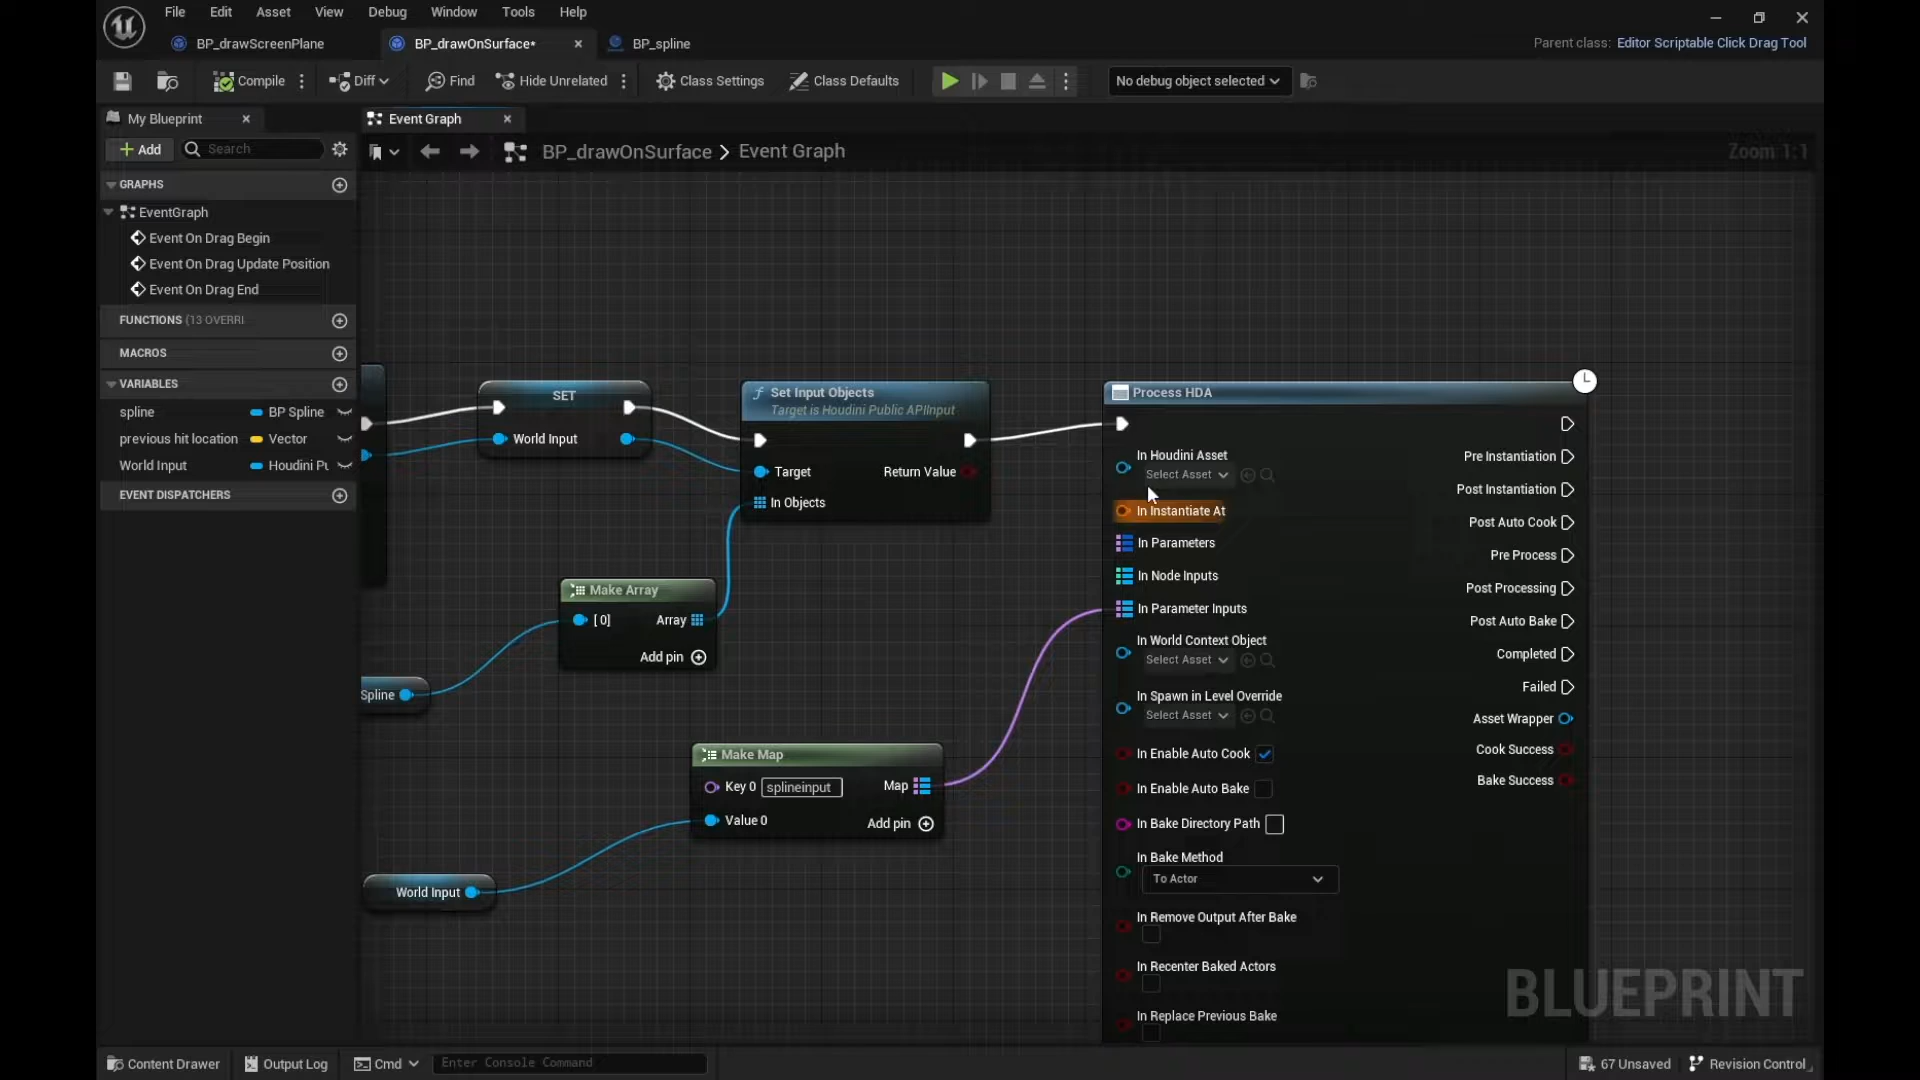 File Edit Asset View Debug Window Tools Help
BP_drawScreenPlane
BP_drawOnSurface*
BP_spline
Parent class: Editor Scriptable Click Drag Tool
Compile
Diff
Find
Hide Unrelated
Class Settings
Class Defaults
No debug object selected
My Blueprint
Event Graph
Add
Search
BP_drawOnSurface > Event Graph
Zoom 1:1
GRAPHS
EventGraph
Event On Drag Begin
Event On Drag Update Position
Event On Drag End
FUNCTIONS (13 OVERRI
MACROS
VARIABLES
spline BP Spline
previous hit location Vector
World Input Houdini Pu
EVENT DISPATCHERS
SET
World Input
Set Input Objects
Target is Houdini Public APIInput
Target Return Value
In Objects
Make Array
[0] Array
Add pin
Spline
Make Map
Key 0 splineinput Map
Value 0 Add pin
World Input
Process HDA
In Houdini Asset
Select Asset
In Instantiate At
In Parameters
In Node Inputs
In Parameter Inputs
In World Context Object
Select Asset
In Spawn in Level Override
Select Asset
In Enable Auto Cook
In Enable Auto Bake
In Bake Directory Path
In Bake Method
To Actor
In Remove Output After Bake
In Recenter Baked Actors
In Replace Previous Bake
Pre Instantiation
Post Instantiation
Post Auto Cook
Pre Process
Post Processing
Post Auto Bake
Completed
Failed
Asset Wrapper
Cook Success
Bake Success
BLUEPRINT
Content Drawer
Output Log
Cmd
Enter Console Command
67 Unsaved
Revision Control